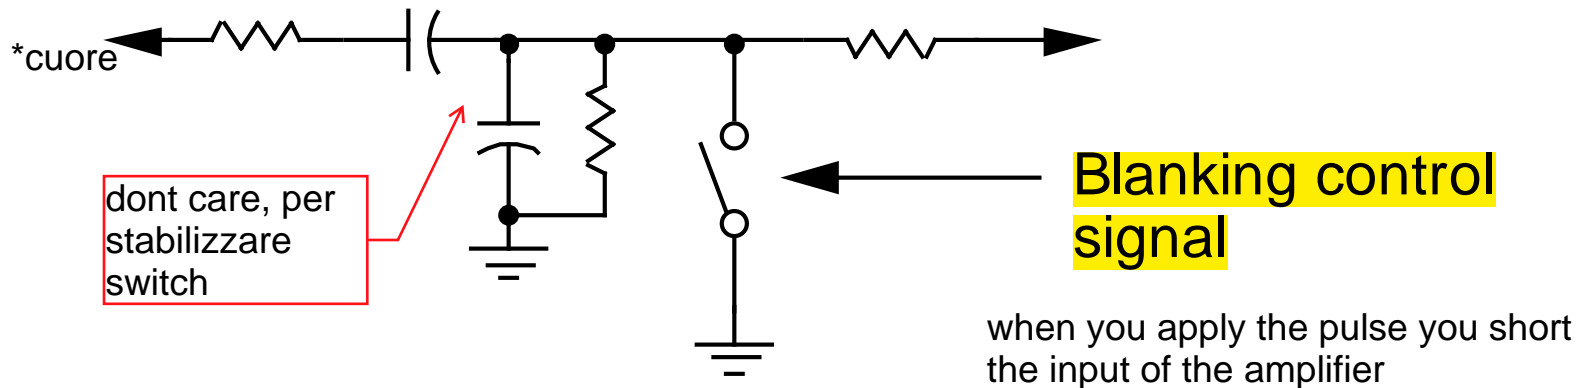 *cuore
dont care, per
stabilizzare
switch
Blanking control
signal
when you apply the pulse you short
the input of the amplifier